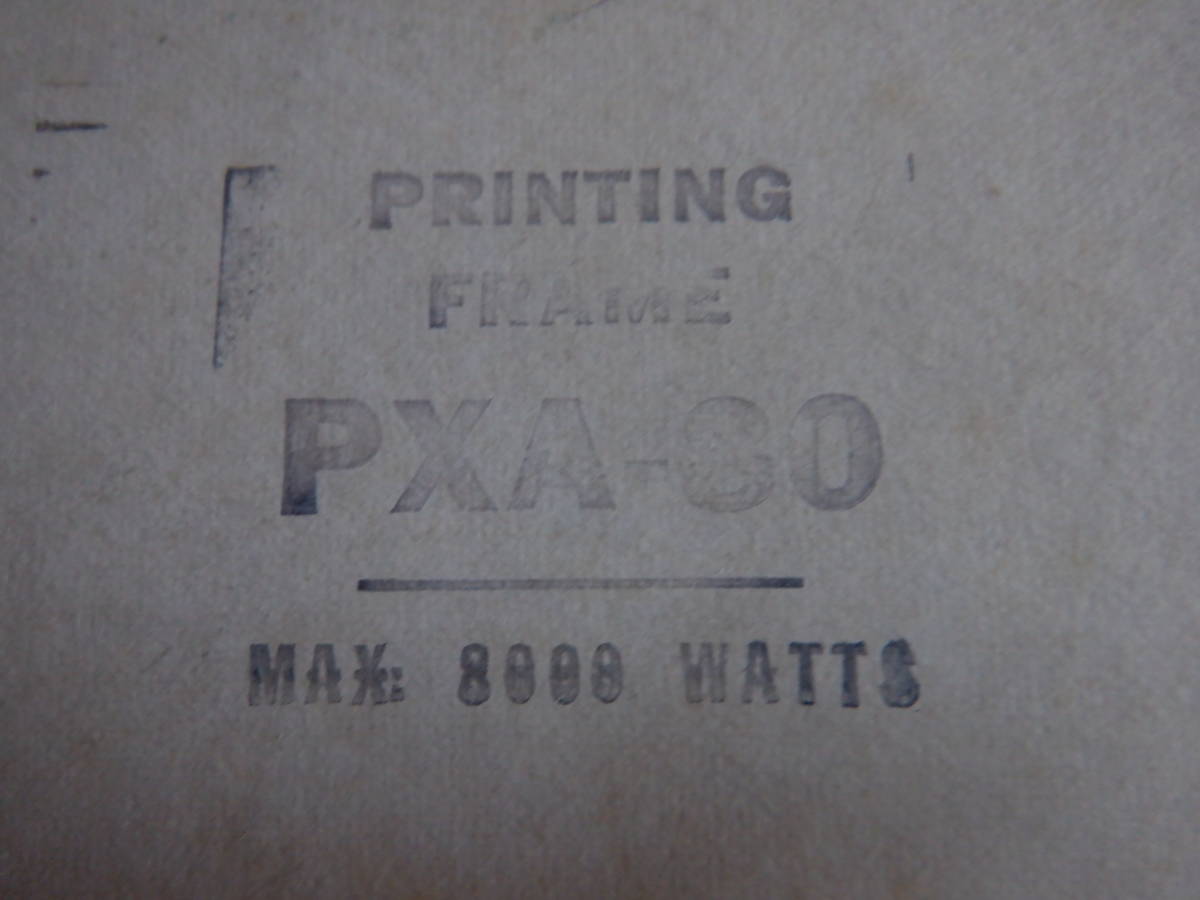 PRINTING
FRAME
PXA-80
MAX: 8000 WATTS